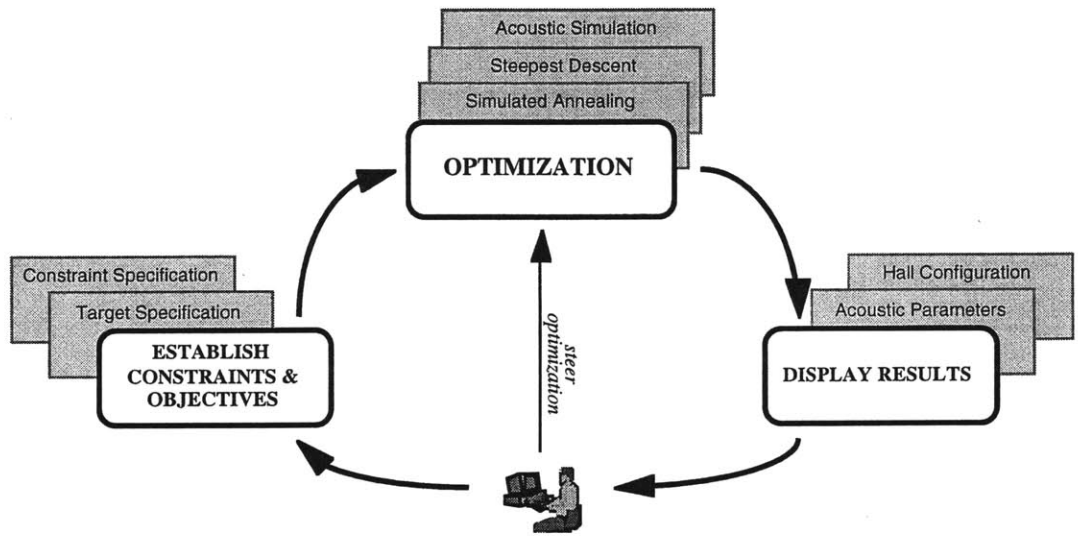 Acoustic Simulation
Steepest Descent
Simulated Annealing
OPTIMIZATION
Constraint Specification
Target Specification
ESTABLISH
CONSTRAINTS &
OBJECTIVES
steer
optimization
Hall Configuration
Acoustic Parameters
DISPLAY RESULTS